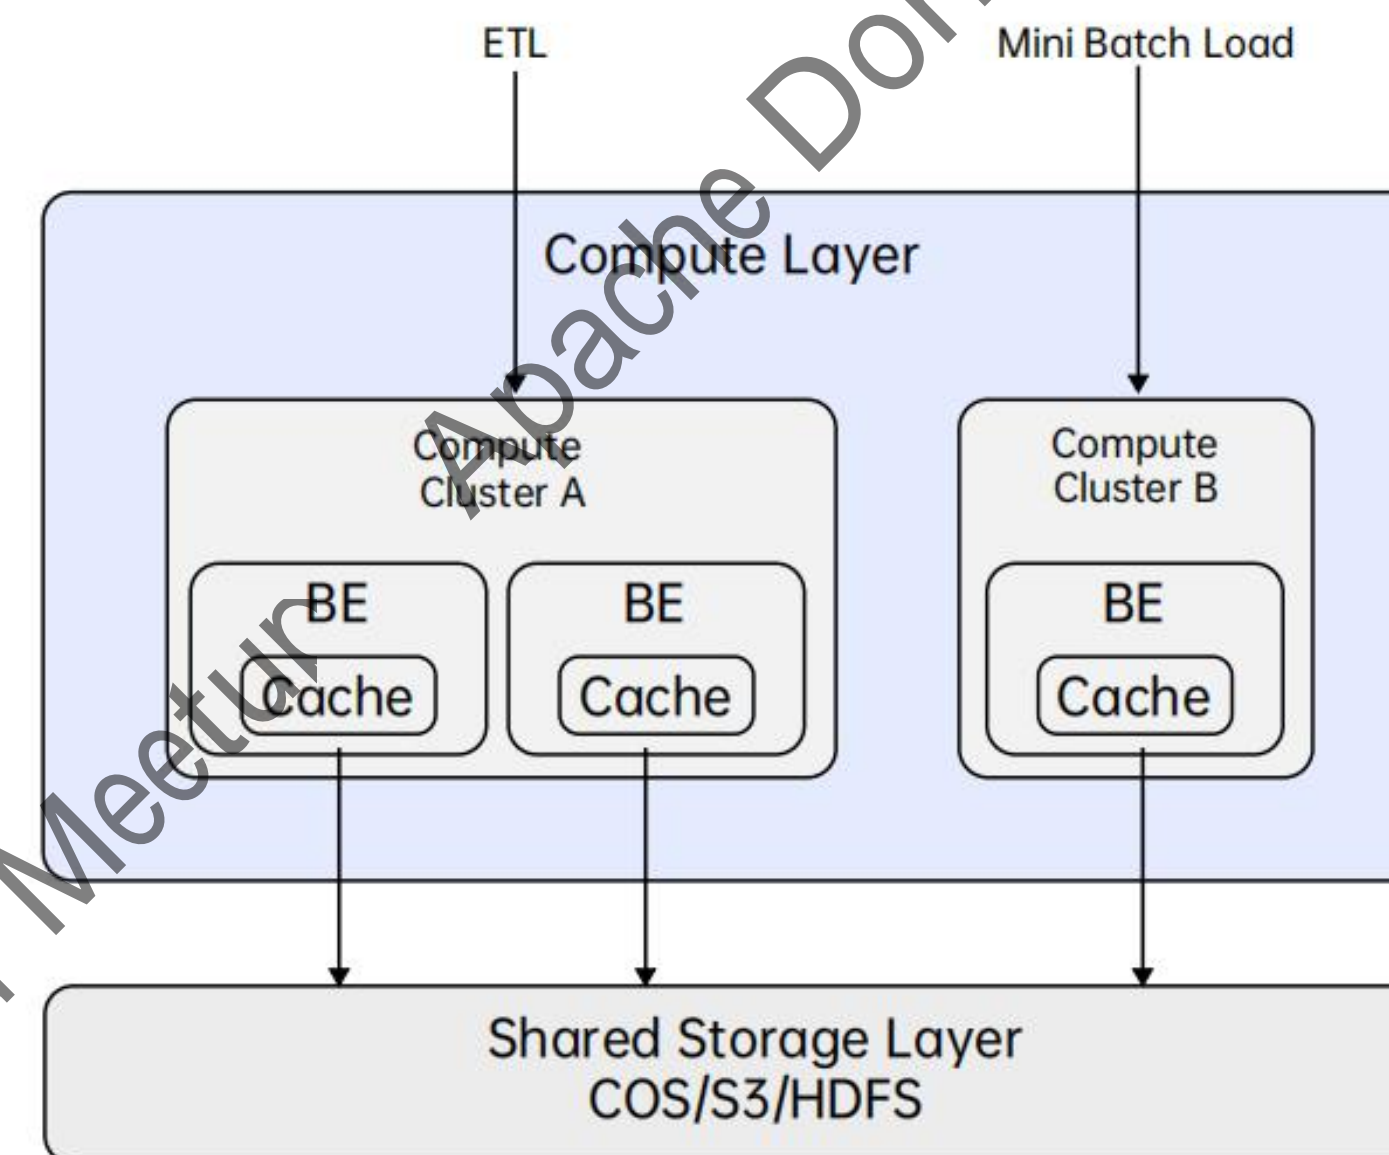 ETL
Mini Batch Load
Compute Layer
Compute
Cluster A
Compute
Cluster B
BE
BE
BE
Cache
Cache
Cache
Shared Storage Layer
COS/S3/HDFS
Apache